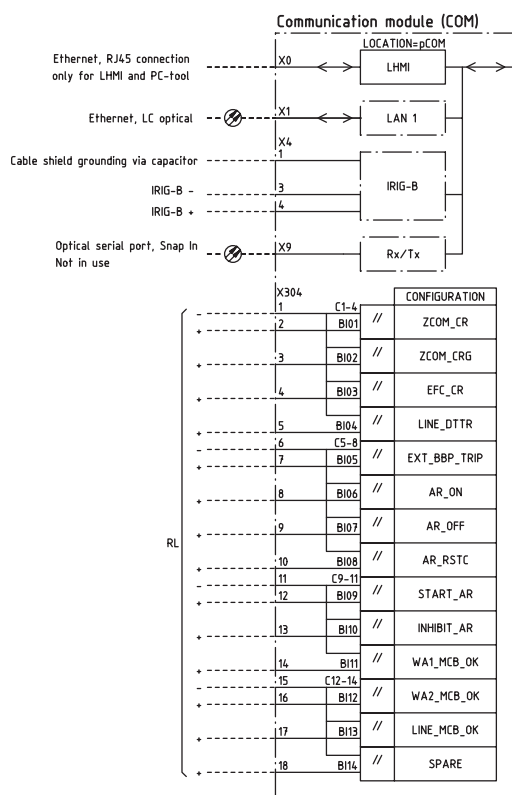 Communication module (COM)
LOCATION=pCOM
Ethernet, RJ45 connection
only for LHMI and PC-tool
X0
LHMI
Ethernet, LC optical
X1
LAN 1
X4
Cable shield grounding via capacitor
1
IRIG-B -
3
IRIG-B
IRIG-B +
4
Optical serial port, Snap In
Not in use
X9
Rx/Tx
X304
CONFIGURATION
- 1 C1-4
+ 2 BI01 // ZCOM_CR
+ 3 BI02 // ZCOM_CRG
+ 4 BI03 // EFC_CR
+ 5 BI04 // LINE_DTTR
- 6 C5-8
+ 7 BI05 // EXT_BBP_TRIP
+ 8 BI06 // AR_ON
+ 9 BI07 // AR_OFF
RL
+ 10 BI08 // AR_RSTC
- 11 C9-11
+ 12 BI09 // START_AR
+ 13 BI10 // INHIBIT_AR
+ 14 BI11 // WA1_MCB_OK
- 15 C12-14
+ 16 BI12 // WA2_MCB_OK
+ 17 BI13 // LINE_MCB_OK
+ 18 BI14 // SPARE